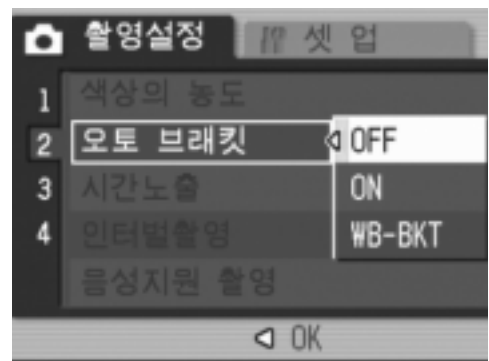 촬영설정 셋 업
1 색상의 농도
2 오토 브래킷 OFF
3 시간노출 ON
4 인터벌촬영 WB-BKT
음성지원 촬영
OK